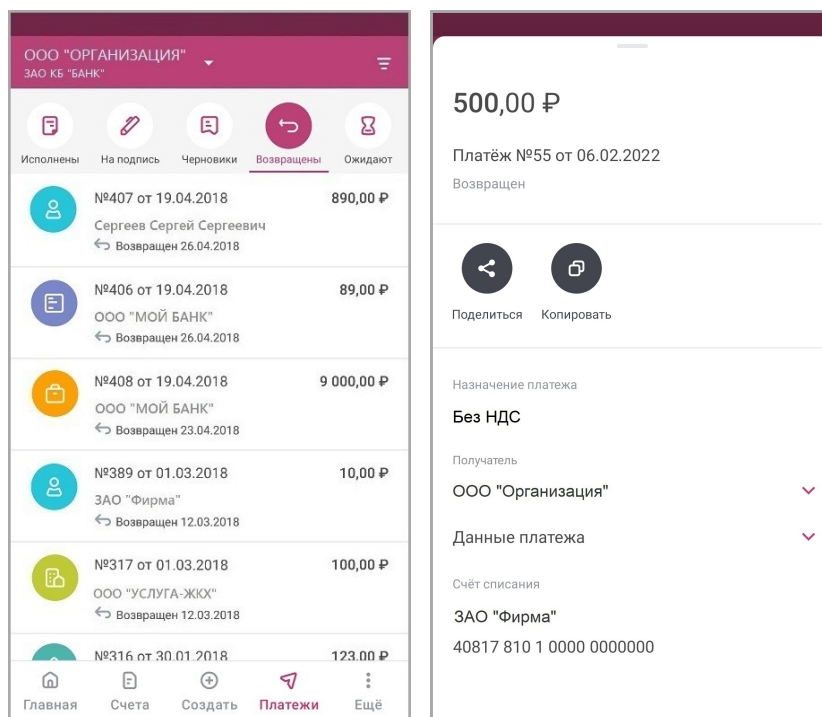 ООО "ОРГАНИЗАЦИЯ"
ЗАО КБ "БАНК"
Исполнены На подпись Черновики Возвращены Ожидают
№407 от 19.04.2018 890,00 ₽
Сергеев Сергей Сергеевич
Возвращен 26.04.2018
№406 от 19.04.2018 89,00 ₽
ООО "МОЙ БАНК"
Возвращен 26.04.2018
№408 от 19.04.2018 9 000,00 ₽
ООО "МОЙ БАНК"
Возвращен 23.04.2018
№389 от 01.03.2018 10,00 ₽
ЗАО "Фирма"
Возвращен 12.03.2018
№317 от 01.03.2018 100,00 ₽
ООО "УСЛУГА-ЖКХ"
Возвращен 12.03.2018
№316 от 30.01.2018 123,00 ₽
Главная Счета Создать Платежи Ещё
500,00 ₽
Платёж №55 от 06.02.2022
Возвращен
Поделиться Копировать
Назначение платежа
Без НДС
Получатель
ООО "Организация"
Данные платежа
Счёт списания
ЗАО "Фирма"
40817 810 1 0000 0000000